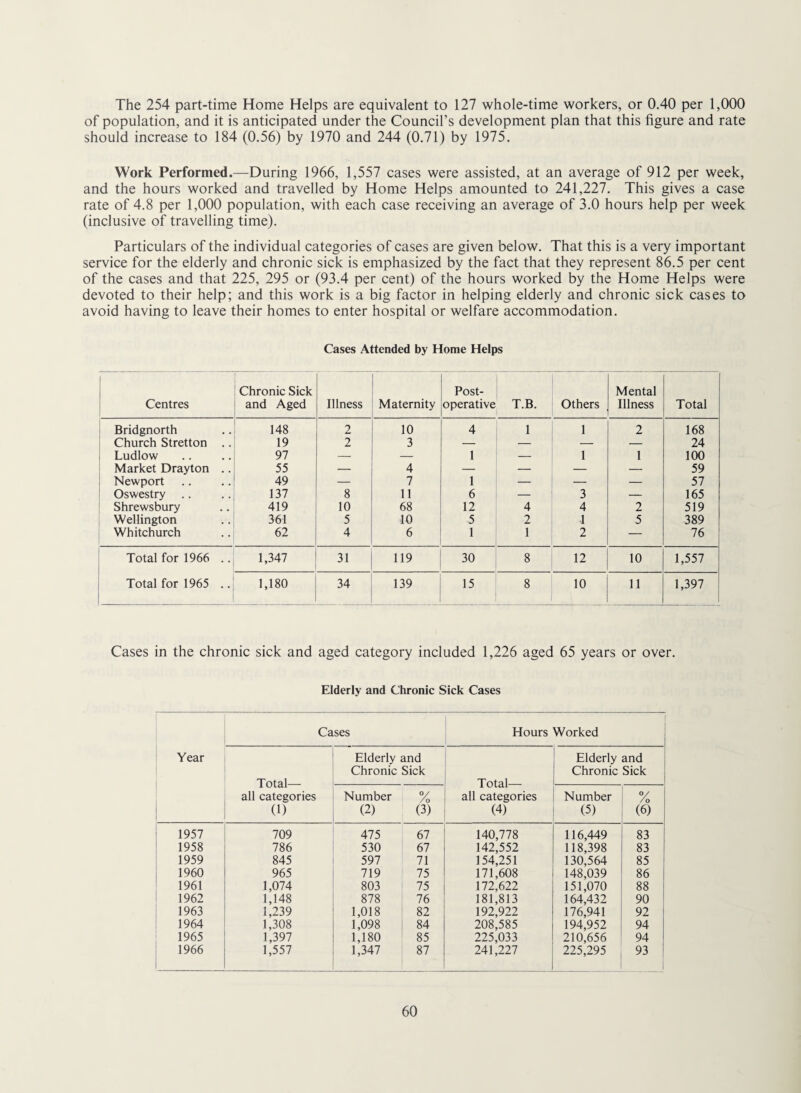 The 254 part-time Home Helps are equivalent to 127 whole-time workers, or 0.40 per 1,000
of population, and it is anticipated under the Council's development plan that this figure and rate
should increase to 184 (0.56) by 1970 and 244 (0.71) by 1975.
Work Performed.—During 1966, 1,557 cases were assisted, at an average of 912 per week,
and the hours worked and travelled by Home Helps amounted to 241,227. This gives a case
rate of 4.8 per 1,000 population, with each case receiving an average of 3.0 hours help per week
(inclusive of travelling time).
Particulars of the individual categories of cases are given below. That this is a very important
service for the elderly and chronic sick is emphasized by the fact that they represent 86.5 per cent
of the cases and that 225, 295 or (93.4 per cent) of the hours worked by the Home Helps were
devoted to their help; and this work is a big factor in helping elderly and chronic sick cases to
avoid having to leave their homes to enter hospital or welfare accommodation.
Cases Attended by Home Helps
Centres | Chronic Sick and Aged | Illness | Maternity | Post-operative | T.B. | Others | Mental Illness | Total
Bridgnorth .. 148 2 10 4 1 1 2 168
Church Stretton .. 19 2 3 — — — — 24
Ludlow .. .. 97 — — 1 — 1 1 100
Market Drayton .. 55 — 4 — — — — 59
Newport .. .. 49 — 7 1 — — — 57
Oswestry .. .. 137 8 11 6 — 3 — 165
Shrewsbury .. 419 10 68 12 4 4 2 519
Wellington .. 361 5 10 5 2 1 5 389
Whitchurch .. 62 4 6 1 1 2 — 76
Total for 1966 .. 1,347 31 119 30 8 12 10 1,557
Total for 1965 .. 1,180 34 139 15 8 10 11 1,397
Cases in the chronic sick and aged category included 1,226 aged 65 years or over.
Elderly and Chronic Sick Cases
Year | Cases | Hours Worked
Total—all categories (1) | Elderly and Chronic Sick Number (2) | % (3) | Total—all categories (4) | Elderly and Chronic Sick Number (5) | % (6)
1957 709 475 67 140,778 116,449 83
1958 786 530 67 142,552 118,398 83
1959 845 597 71 154,251 130,564 85
1960 965 719 75 171,608 148,039 86
1961 1,074 803 75 172,622 151,070 88
1962 1,148 878 76 181,813 164,432 90
1963 1,239 1,018 82 192,922 176,941 92
1964 1,308 1,098 84 208,585 194,952 94
1965 1,397 1,180 85 225,033 210,656 94
1966 1,557 1,347 87 241,227 225,295 93
60